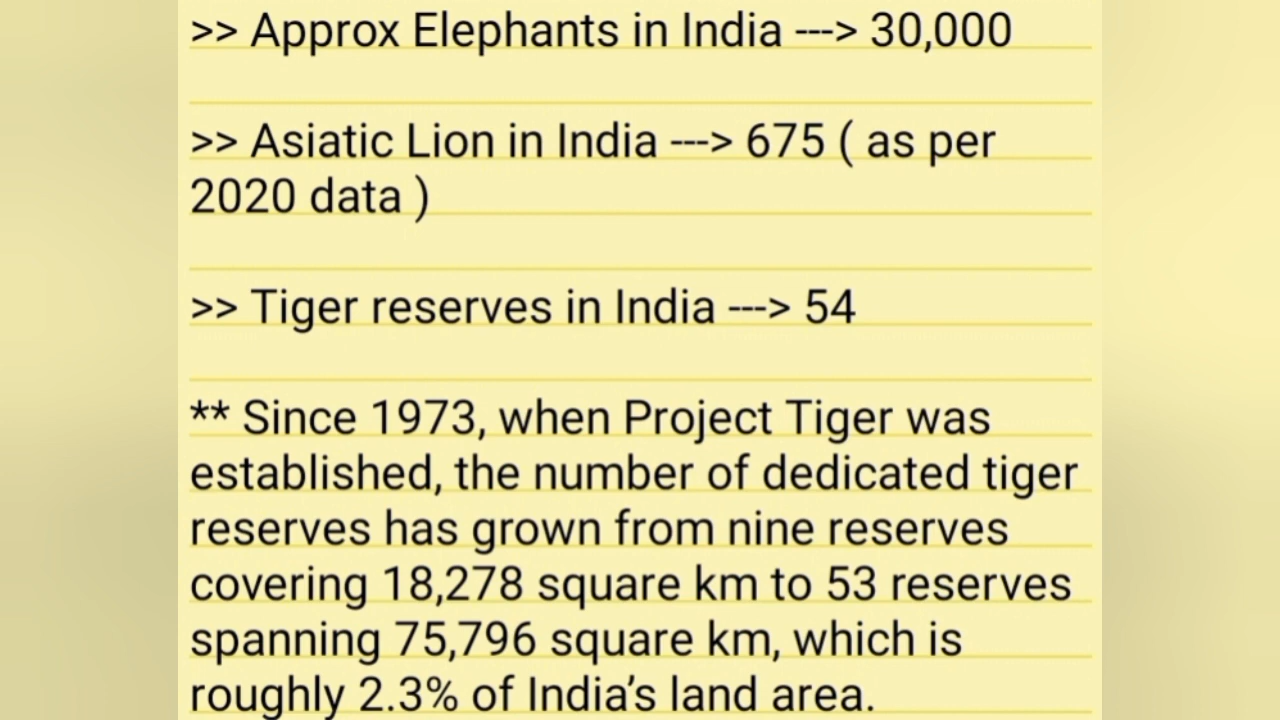 >> Approx Elephants in India ---> 30,000
>> Asiatic Lion in India ---> 675 ( as per
2020 data )
>> Tiger reserves in India ---> 54
** Since 1973, when Project Tiger was
established, the number of dedicated tiger
reserves has grown from nine reserves
covering 18,278 square km to 53 reserves
spanning 75,796 square km, which is
roughly 2.3% of India’s land area.